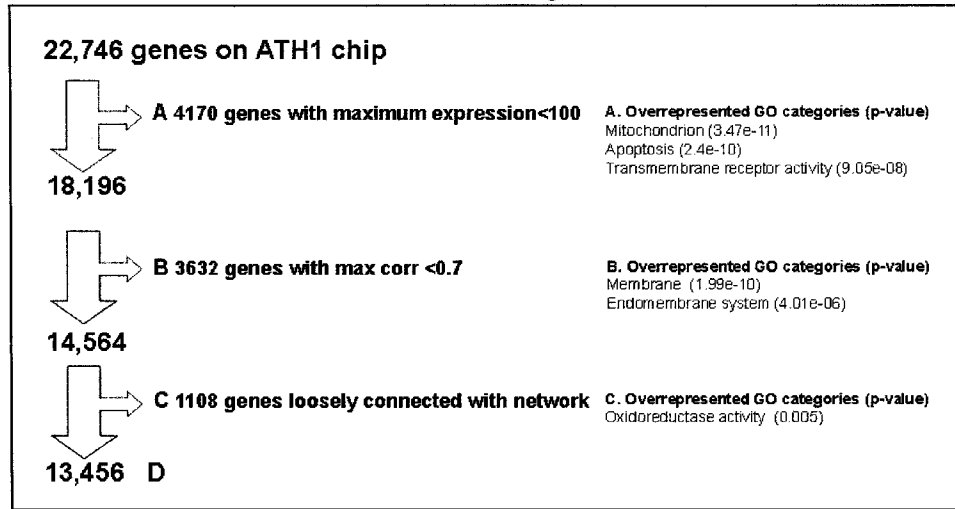 22,746 genes on ATH1 chip
A 4170 genes with maximum expression<100
A. Overrepresented GO categories (p-value)
Mitochondrion (3.47e-11)
Apoptosis (2.4e-10)
Transmembrane receptor activity (9.05e-08)
18,196
B 3632 genes with max corr <0.7
B. Overrepresented GO categories (p-value)
Membrane (1.99e-10)
Endomembrane system (4.01e-06)
14,564
C 1108 genes loosely connected with network
C. Overrepresented GO categories (p-value)
Oxidoreductase activity (0.005)
13,456 D